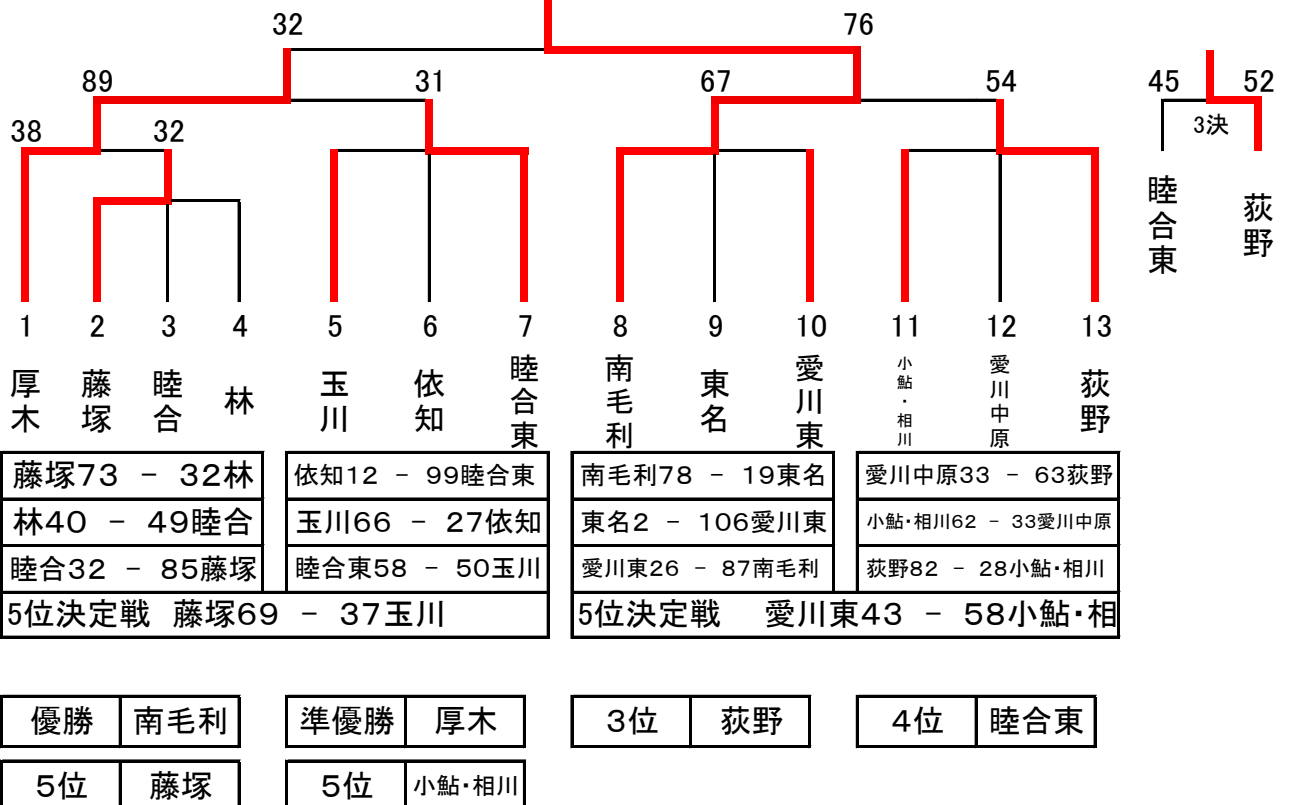 32 76
89 31 67 54 45 52
38 32 3決
睦合東 荻野
1 2 3 4 5 6 7 8 9 10 11 12 13
厚木 藤塚 睦合 林 玉川 依知 睦合東 南毛利 東名 愛川東 小鮎・相川 愛川中原 荻野
藤塚73 － 32林
林40 － 49睦合
睦合32 － 85藤塚
依知12 － 99睦合東
玉川66 － 27依知
睦合東58 － 50玉川
南毛利78 － 19東名
東名2 － 106愛川東
愛川東26 － 87南毛利
愛川中原33 － 63荻野
小鮎・相川62 － 33愛川中原
荻野82 － 28小鮎・相川
5位決定戦 藤塚69 － 37玉川
5位決定戦 愛川東43 － 58小鮎・相
優勝 南毛利
準優勝 厚木
3位 荻野
4位 睦合東
5位 藤塚
5位 小鮎・相川